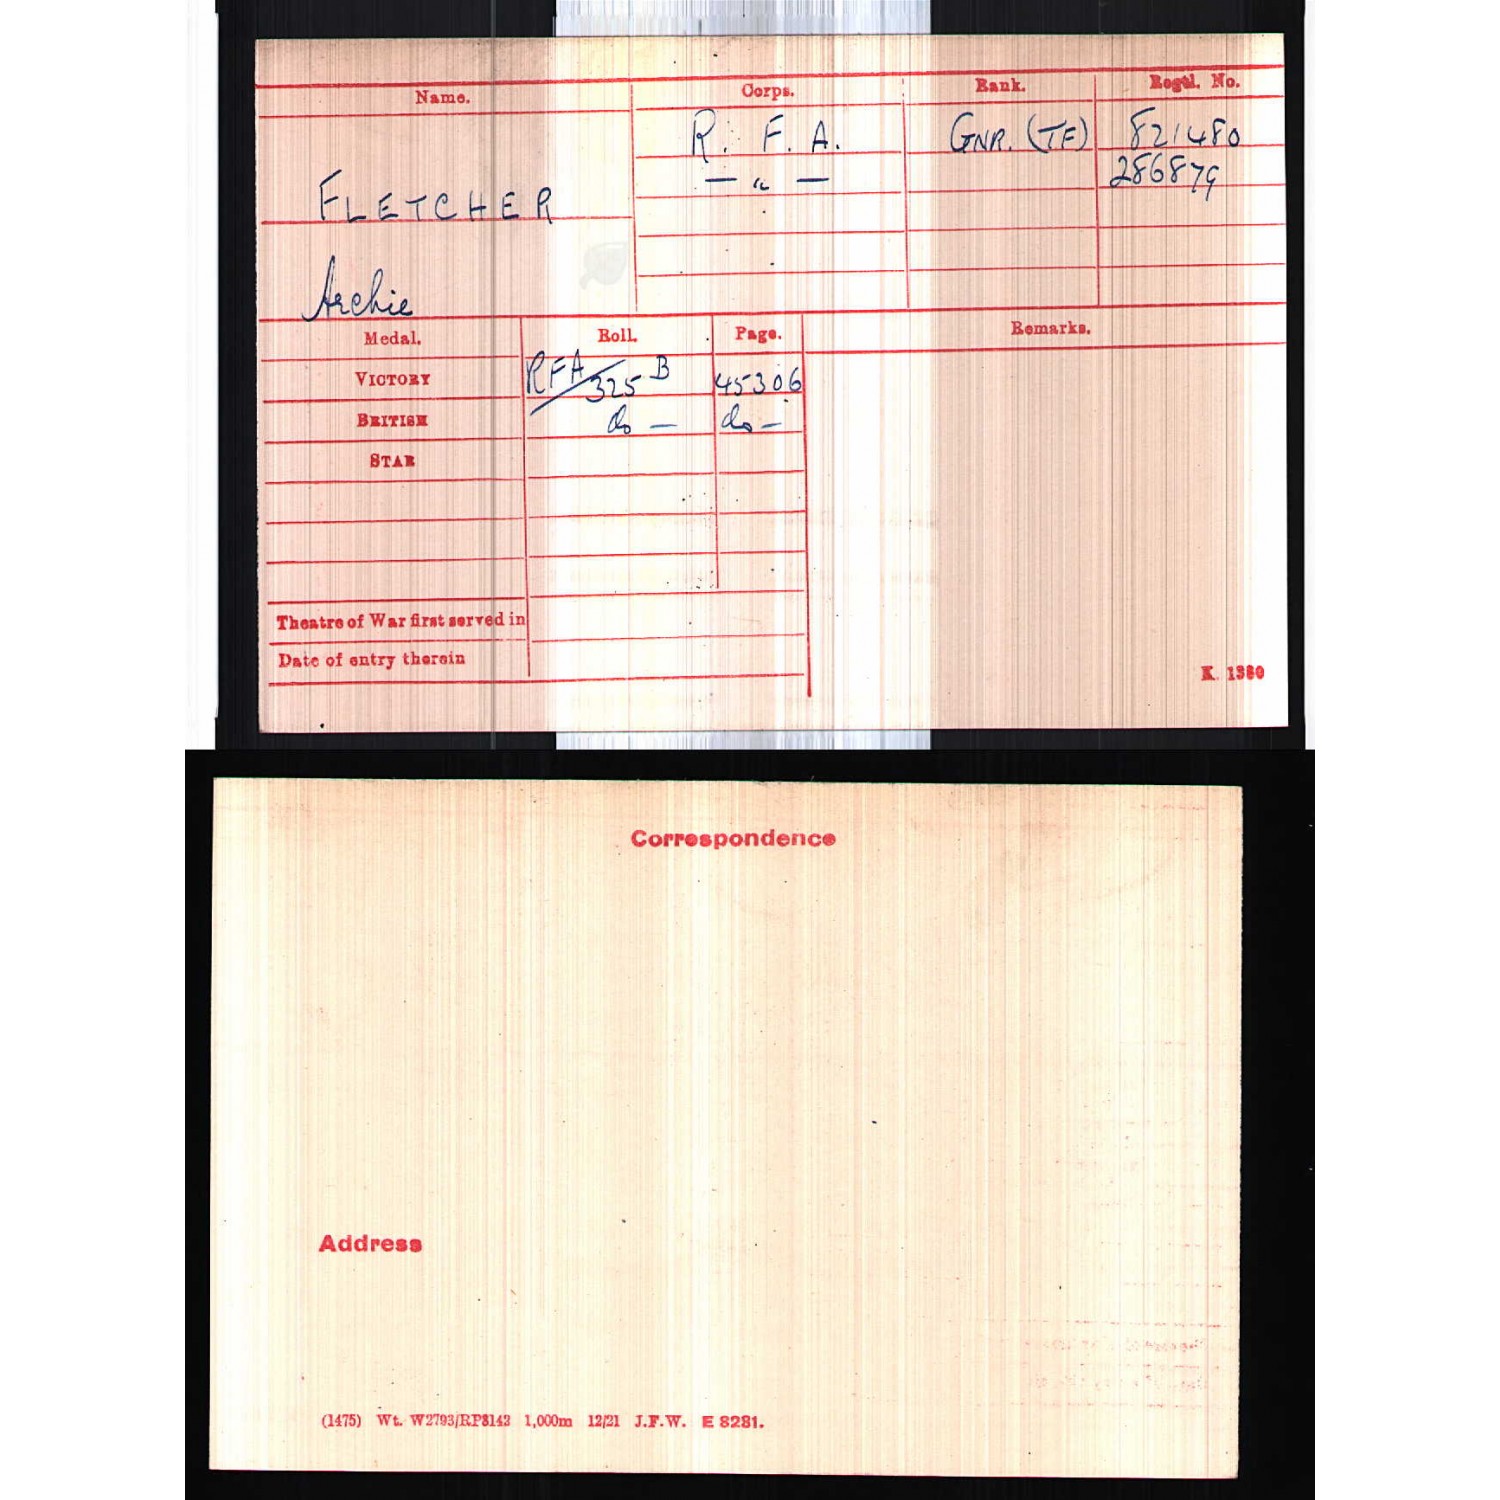 Name. Corps. Rank. Regtl. No.
R. F. A. GNR. (TF) 821480
— " — 286879
FLETCHER
Archie
Medal. Roll. Page. Remarks.
VICTORY RFA/325 B 45306
BRITISH do — do —
STAR
Theatre of War first served in
Date of entry therein
K. 1380
Correspondence
Address
(1475) Wt. W2793/RP8143 1,000m 12/21 J.F.W. E 8281.